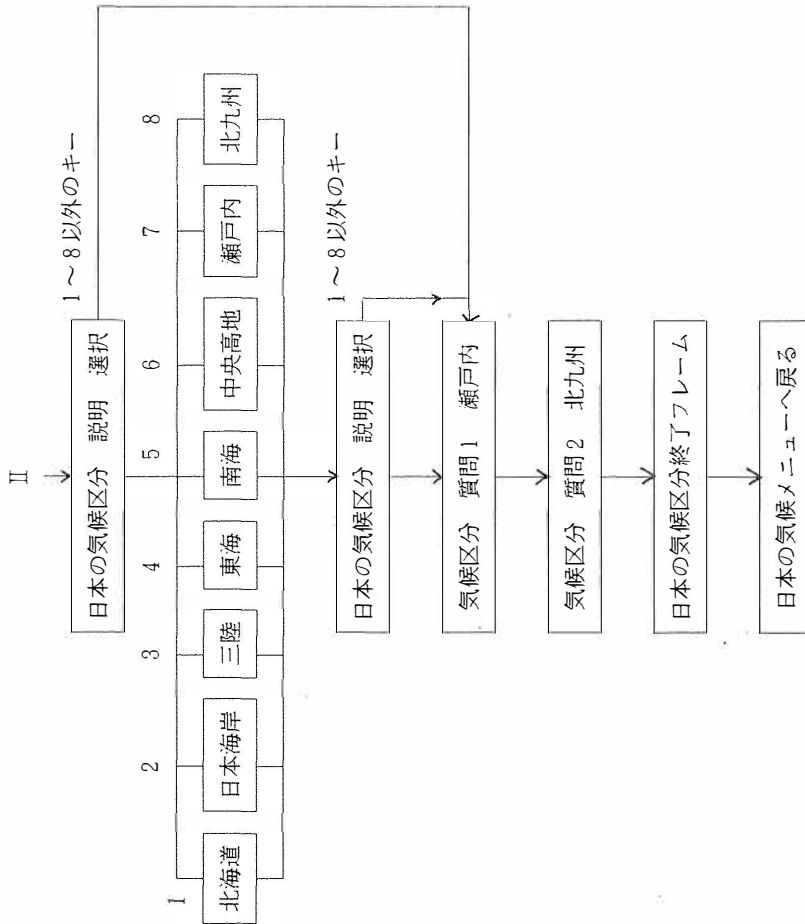 II
日本の気候区分　説明　選択
1～8以外のキー
1 2 3 4 5 6 7 8
北海道 日本海岸 三陸 東海 南海 中央高地 瀬戸内 北九州
1～8以外のキー
日本の気候区分　説明　選択
気候区分　質問1　瀬戸内
気候区分　質問2　北九州
日本の気候区分終了フレーム
日本の気候メニューへ戻る